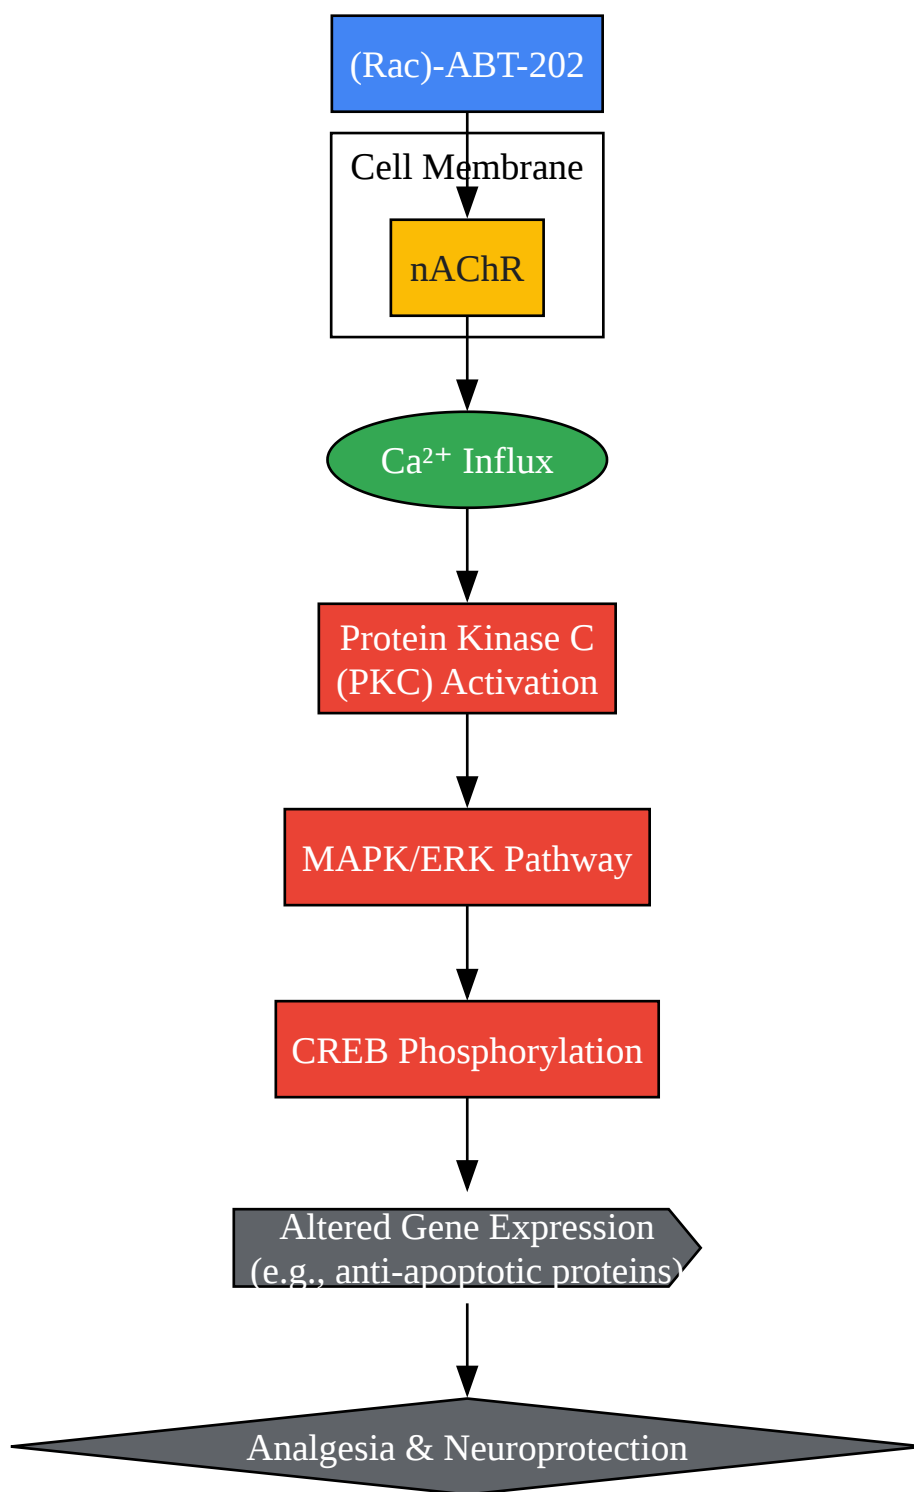 (Rac)-ABT-202
Cell Membrane
nAChR
Ca²⁺ Influx
Protein Kinase C
(PKC) Activation
MAPK/ERK Pathway
CREB Phosphorylation
Altered Gene Expression
(e.g., anti-apoptotic proteins)
Analgesia & Neuroprotection